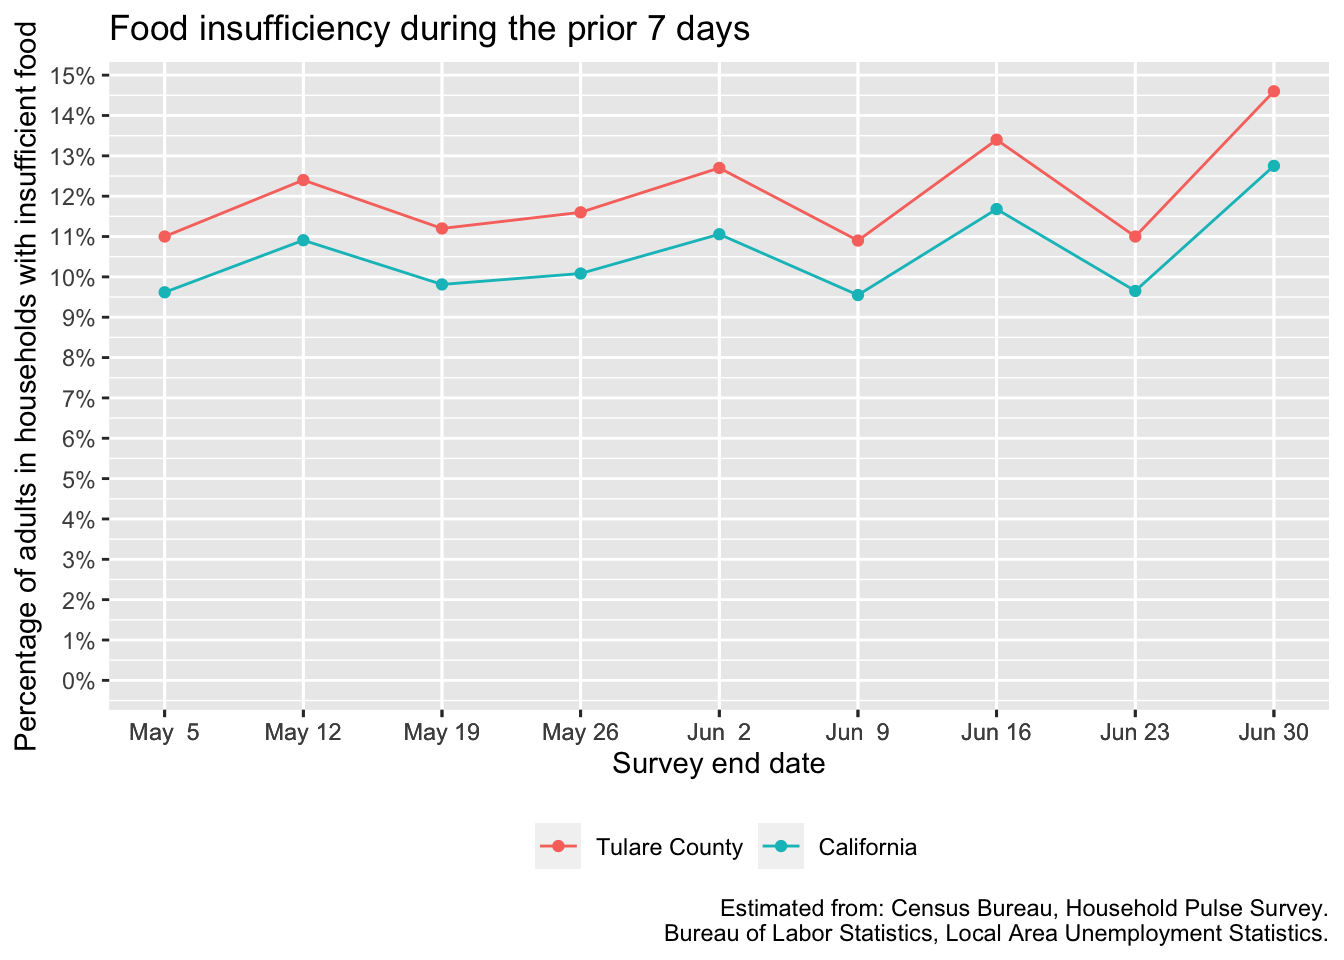 Food insufficiency during the prior 7 days
Percentage of adults in households with insufficient food
15%
14%
13%
12%
11%
10%
9%
8%
7%
6%
5%
4%
3%
2%
1%
0%
May 5
May 12
May 19
May 26
Jun 2
Jun 9
Jun 16
Jun 23
Jun 30
Survey end date
Tulare County
California
Estimated from: Census Bureau, Household Pulse Survey.
Bureau of Labor Statistics, Local Area Unemployment Statistics.